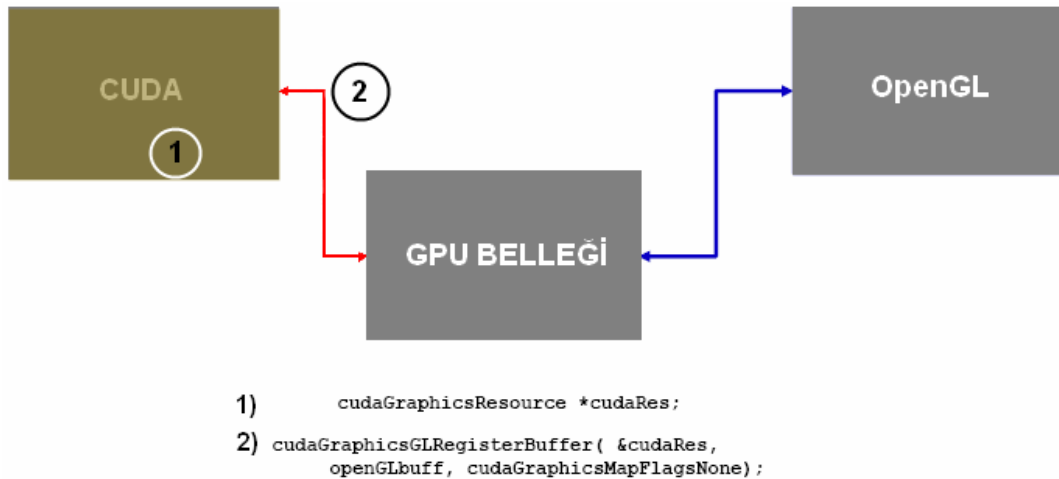 CUDA
2
OpenGL
1
GPU BELLEĞİ
1) cudaGraphicsResource *cudaRes;
2) cudaGraphicsGLRegisterBuffer( &cudaRes,
openGLbuff, cudaGraphicsMapFlagsNone);